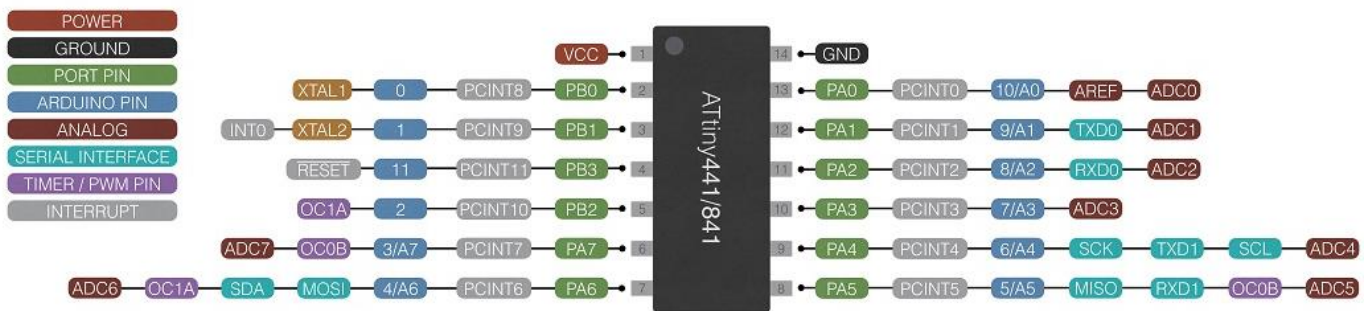 POWER
GROUND
PORT PIN
ARDUINO PIN
ANALOG
SERIAL INTERFACE
TIMER / PWM PIN
INTERRUPT
VCC 1
XTAL1 0 PCINT8 PB0 2
INT0 XTAL2 1 PCINT9 PB1 3
RESET 11 PCINT11 PB3 4
OC1A 2 PCINT10 PB2 5
ADC7 OC0B 3/A7 PCINT7 PA7 6
ADC6 OC1A SDA MOSI 4/A6 PCINT6 PA6 7
ATtiny441/841
14 GND
13 PA0 PCINT0 10/A0 AREF ADC0
12 PA1 PCINT1 9/A1 TXD0 ADC1
11 PA2 PCINT2 8/A2 RXD0 ADC2
10 PA3 PCINT3 7/A3 ADC3
9 PA4 PCINT4 6/A4 SCK TXD1 SCL ADC4
8 PA5 PCINT5 5/A5 MISO RXD1 OC0B ADC5